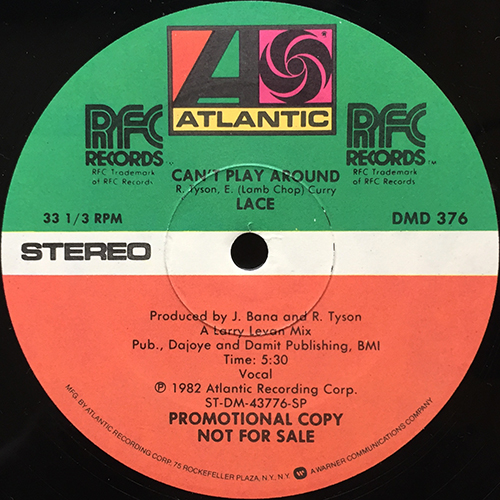 ATLANTIC
RFC
RECORDS
RFC Trademark
of RFC Records
RFC
RECORDS
RFC Trademark
of RFC Records
CAN'T PLAY AROUND
R. Tyson, E. (Lamb Chop) Curry
LACE
33 1/3 RPM
DMD 376
STEREO
Produced by J. Bana and R. Tyson
A Larry Levan Mix
Pub., Dajoye and Damit Publishing, BMI
Time: 5:30
Vocal
℗ 1982 Atlantic Recording Corp.
ST-DM-43776-SP
PROMOTIONAL COPY
NOT FOR SALE
MFG. BY ATLANTIC RECORDING CORP. 75 ROCKEFELLER PLAZA, N.Y., N.Y. A WARNER COMMUNICATIONS COMPANY